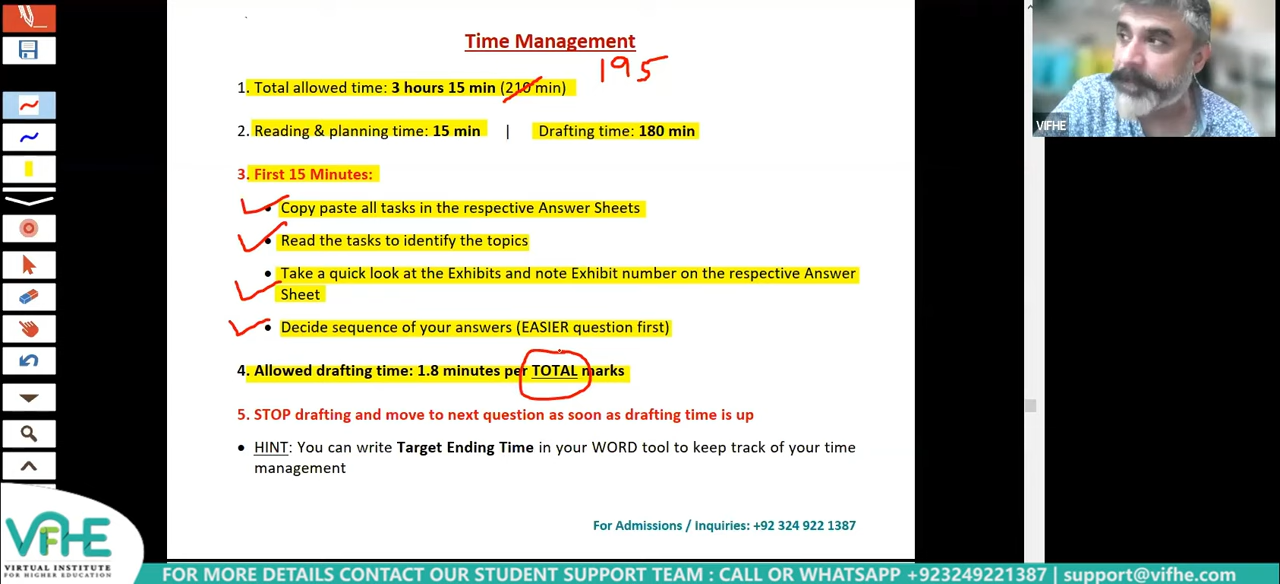 Time Management
195
1. Total allowed time: 3 hours 15 min (210 min)
2. Reading & planning time: 15 min | Drafting time: 180 min
3. First 15 Minutes:
• Copy paste all tasks in the respective Answer Sheets
• Read the tasks to identify the topics
• Take a quick look at the Exhibits and note Exhibit number on the respective Answer
Sheet
• Decide sequence of your answers (EASIER question first)
4. Allowed drafting time: 1.8 minutes per TOTAL marks
5. STOP drafting and move to next question as soon as drafting time is up
• HINT: You can write Target Ending Time in your WORD tool to keep track of your time
management
For Admissions / Inquiries: +92 324 922 1387
VIFHE
VIFHE
VIRTUAL INSTITUTE
FOR HIGHER EDUCATION
FOR MORE DETAILS CONTACT OUR STUDENT SUPPORT TEAM : CALL OR WHATSAPP +923249221387 | support@vifhe.com